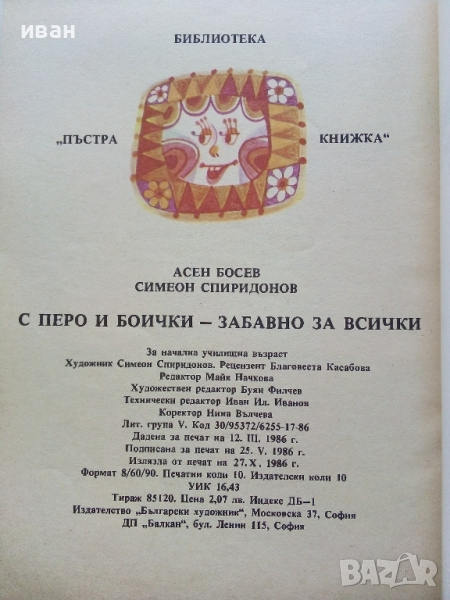 иван
БИБЛИОТЕКА
„ПЪСТРА КНИЖКА“
АСЕН БОСЕВ
СИМЕОН СПИРИДОНОВ
С ПЕРО И БОИЧКИ — ЗАБАВНО ЗА ВСИЧКИ
За начална училищна възраст
Художник Симеон Спиридонов. Рецензент Благовеста Касабова
Редактор Майя Начкова
Художествен редактор Буян Филчев
Технически редактор Иван Ил. Иванов
Коректор Нина Вълчева
Лит. група V. Код 30/95372/6255-17-86
Дадена за печат на 12. III. 1986 г.
Подписана за печат на 25. V. 1986 г.
Излязла от печат на 27. X. 1986 г.
Формат 8/60/90. Печатни коли 10. Издателски коли 10
УИК 16,43
Тираж 85120. Цена 2,07 лв. Индекс ДБ—1
Издателство „Български художник“, Московска 37, София
ДП „Балкан“, бул. Ленин 115, София
BAZAR